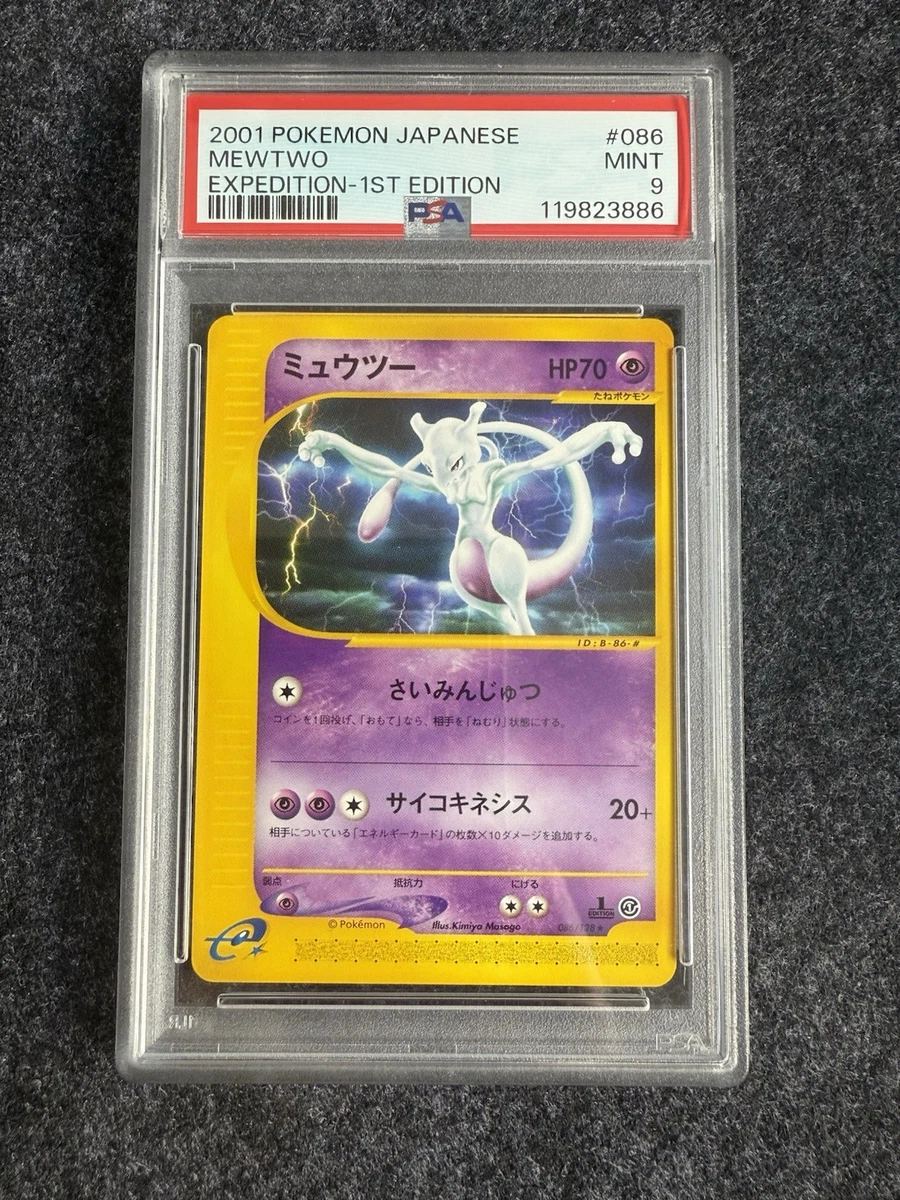 2001 POKEMON JAPANESE #086
MEWTWO MINT
EXPEDITION-1ST EDITION 9
PSA 119823886
ミュウツー HP70
たねポケモン
ID:B-86-#
さいみんじゅつ
コインを1回投げ、「おもて」なら、相手を「ねむり」状態にする。
サイコキネシス 20+
相手についている「エネルギーカード」の枚数×10ダメージを追加する。
弱点 抵抗力 にげる
1
EDITION
©Pokémon Illus.Kimiya Masago 086/128★
e
PSA